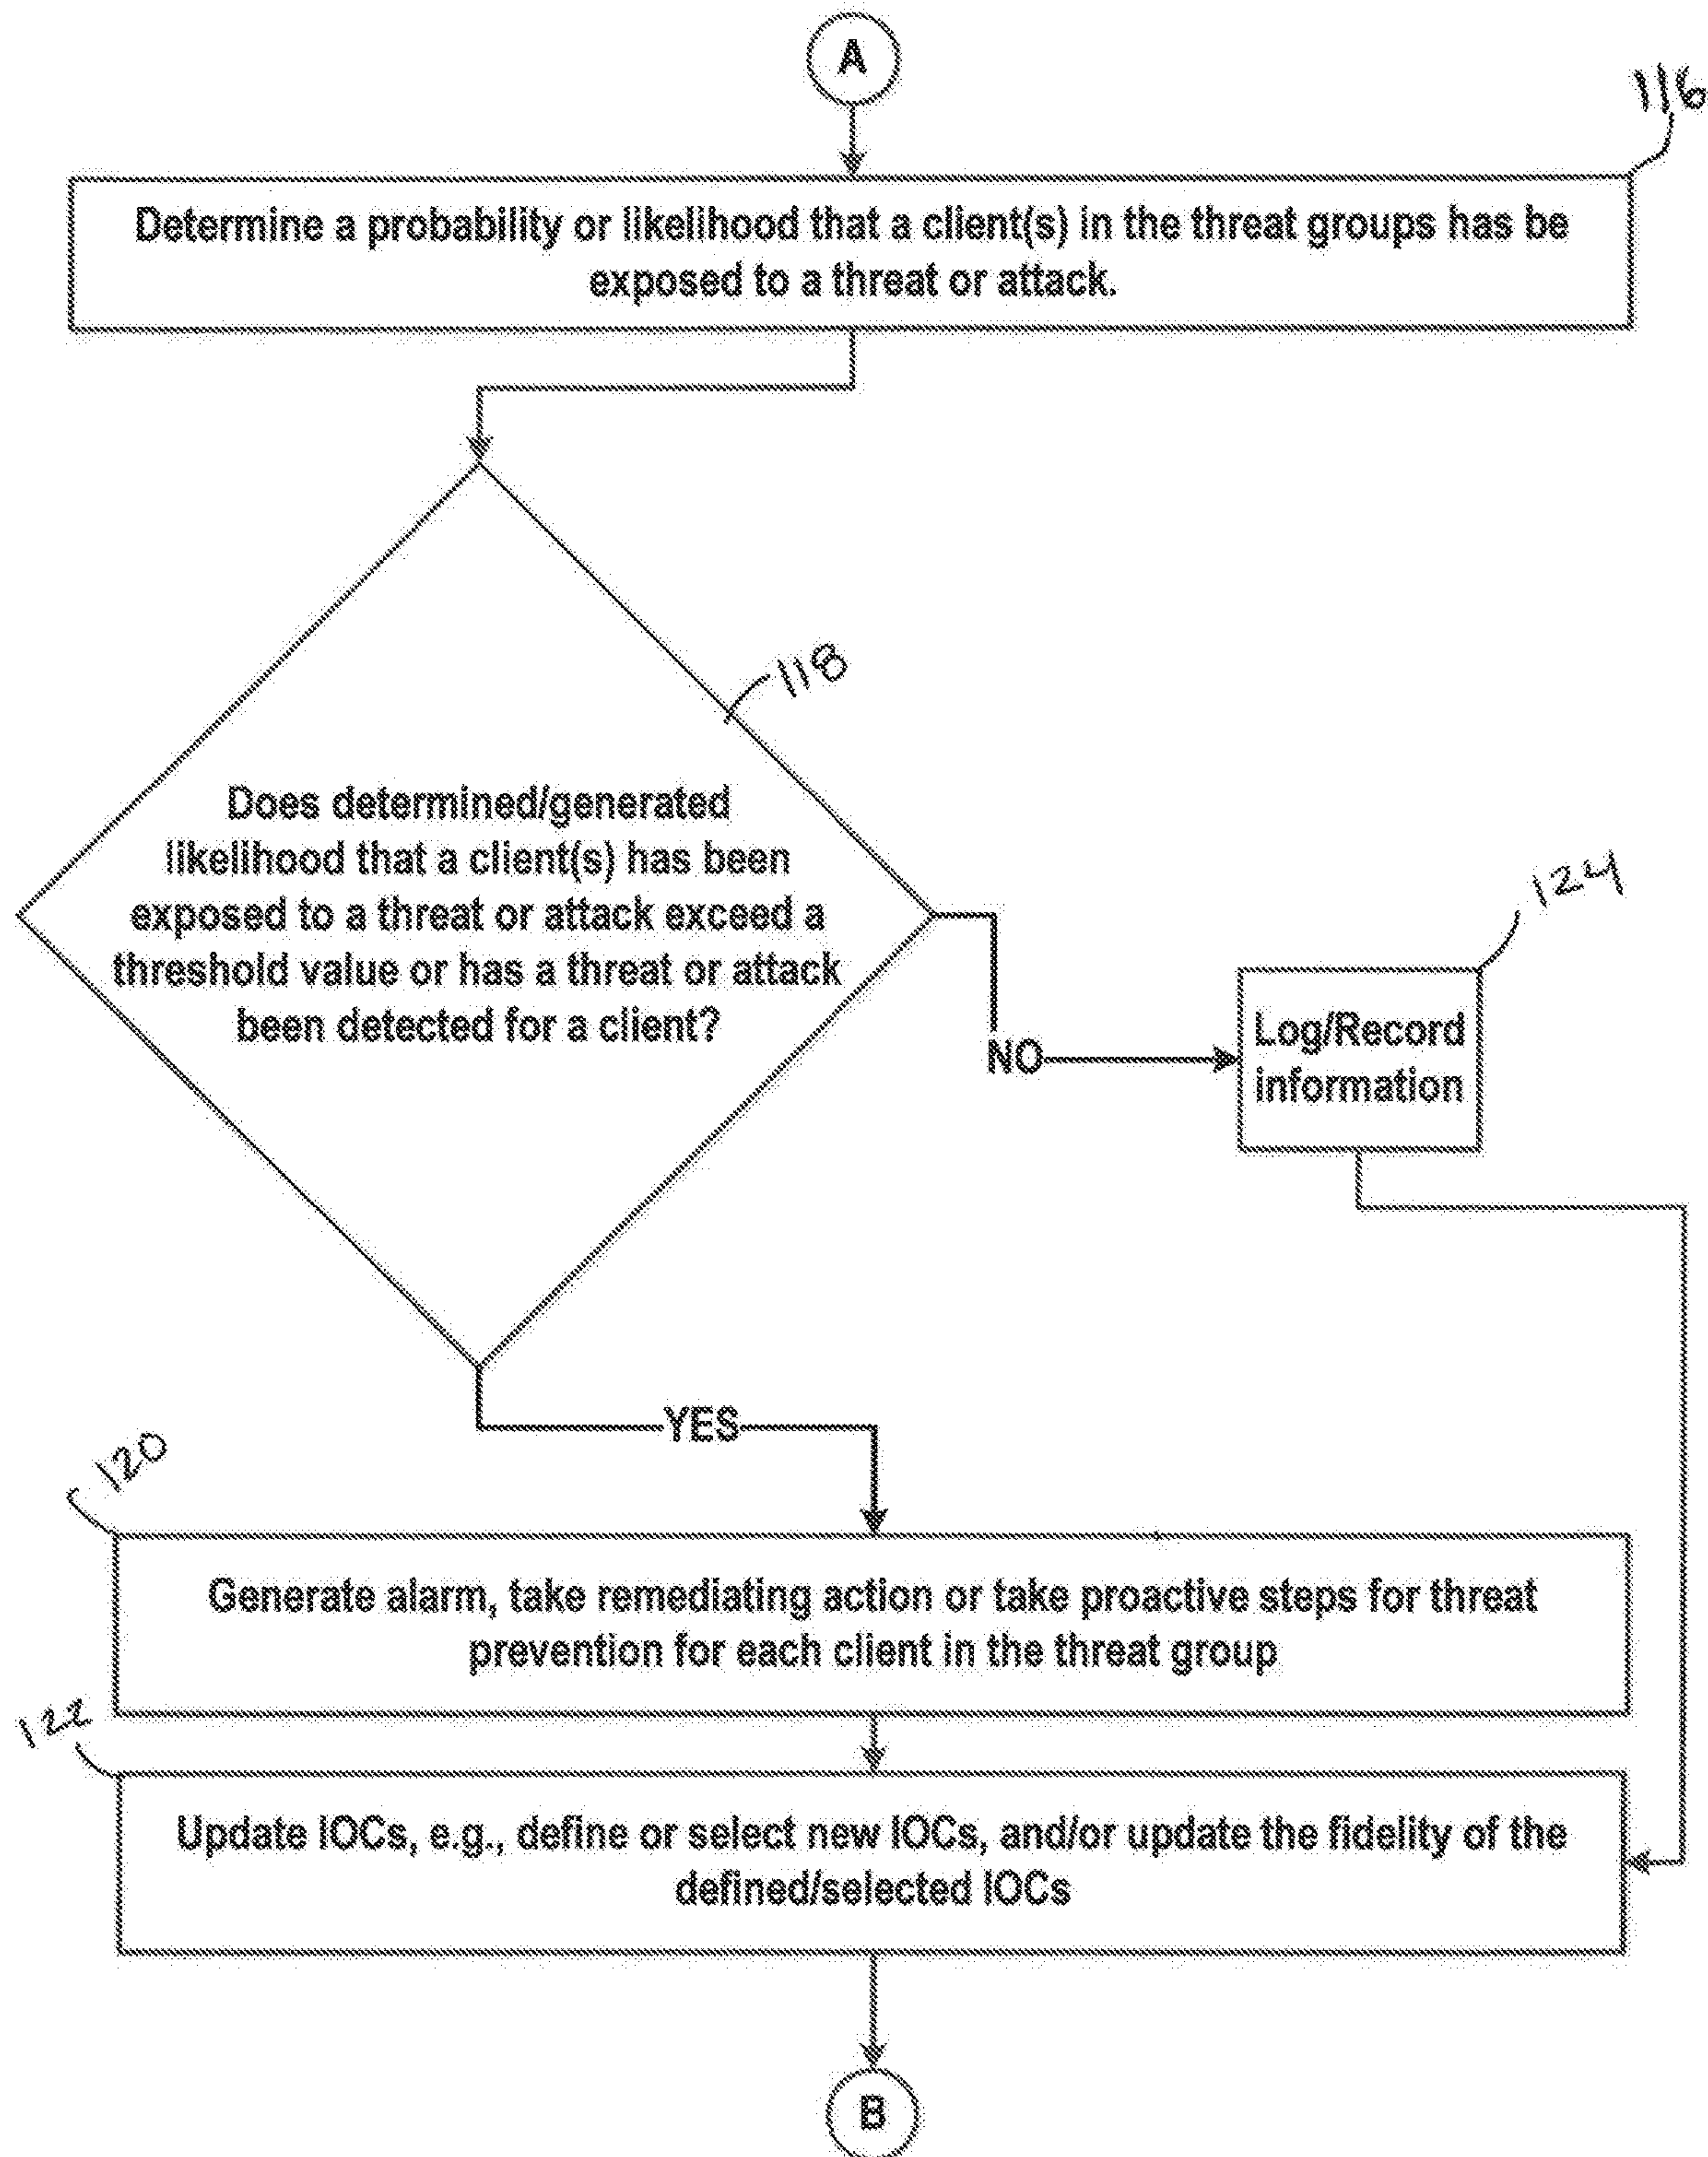 A
116
Determine a probability or likelihood that a client(s) in the threat groups has be
exposed to a threat or attack.
118
Does determined/generated
likelihood that a client(s) has been
exposed to a threat or attack exceed a
threshold value or has a threat or attack
been detected for a client?
124
NO
Log/Record
information
YES
120
Generate alarm, take remediating action or take proactive steps for threat
prevention for each client in the threat group
122
Update IOCs, e.g., define or select new IOCs, and/or update the fidelity of the
defined/selected IOCs
B